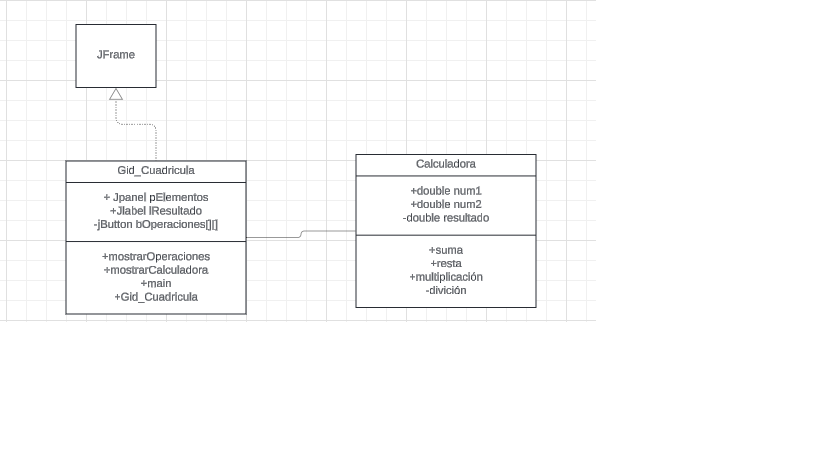 JFrame
Gid_Cuadricula
+ Jpanel pElementos
+Jlabel lResultado
-jButton bOperaciones[][]
+mostrarOperaciones
+mostrarCalculadora
+main
+Gid_Cuadricula
Calculadora
+double num1
+double num2
-double resultado
+suma
+resta
+multiplicación
-divición